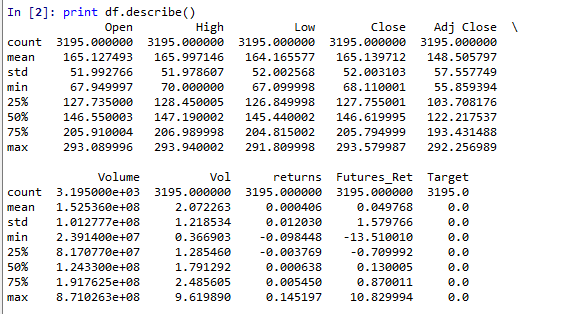 In [2]: print df.describe()
Open High Low Close Adj Close \
count 3195.000000 3195.000000 3195.000000 3195.000000 3195.000000
mean 165.127493 165.997146 164.165577 165.139712 148.505797
std 51.992766 51.978607 52.002568 52.003103 57.557749
min 67.949997 70.000000 67.099998 68.110001 55.859394
25% 127.735000 128.450005 126.849998 127.755001 103.708176
50% 146.550003 147.190002 145.440002 146.619995 122.217537
75% 205.910004 206.989998 204.815002 205.794999 193.431488
max 293.089996 293.940002 291.809998 293.579987 292.256989
Volume Vol returns Futures_Ret Target
count 3.195000e+03 3195.000000 3195.000000 3195.000000 3195.0
mean 1.525360e+08 2.072263 0.000406 0.049768 0.0
std 1.012777e+08 1.218534 0.012030 1.579766 0.0
min 2.391400e+07 0.366903 -0.098448 -13.510010 0.0
25% 8.170770e+07 1.285460 -0.003769 -0.709992 0.0
50% 1.243300e+08 1.791292 0.000638 0.130005 0.0
75% 1.917625e+08 2.485605 0.005450 0.870011 0.0
max 8.710263e+08 9.619890 0.145197 10.829994 0.0